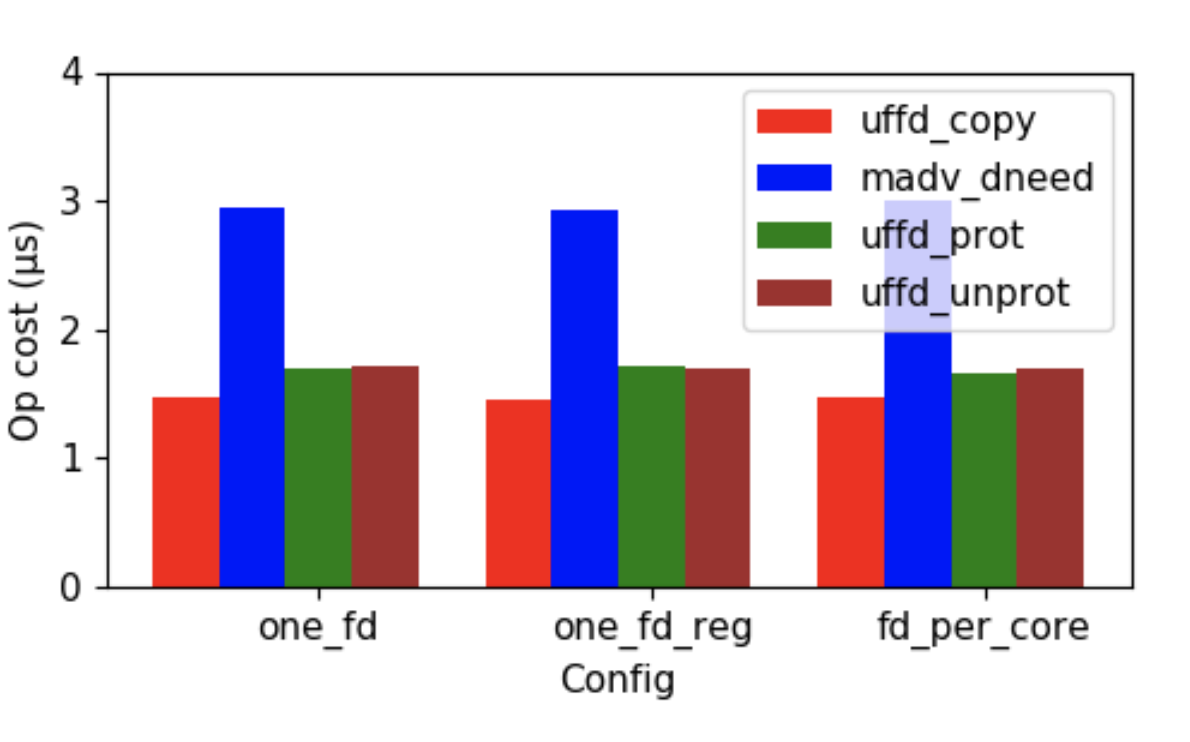 4
3
2
1
0
Op cost (μs)
uffd_copy
madv_dneed
uffd_prot
uffd_unprot
one_fd
one_fd_reg
fd_per_core
Config